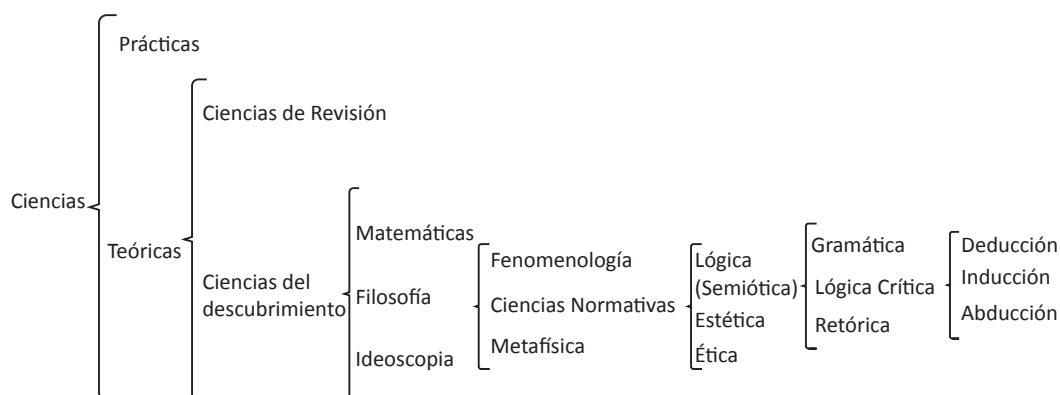 Ciencias
Prácticas
Teóricas
Ciencias de Revisión
Ciencias del
descubrimiento
Matemáticas
Filosofía
Ideoscopia
Fenomenología
Ciencias Normativas
Metafísica
Lógica
(Semiótica)
Estética
Ética
Gramática
Lógica Crítica
Retórica
Deducción
Inducción
Abducción